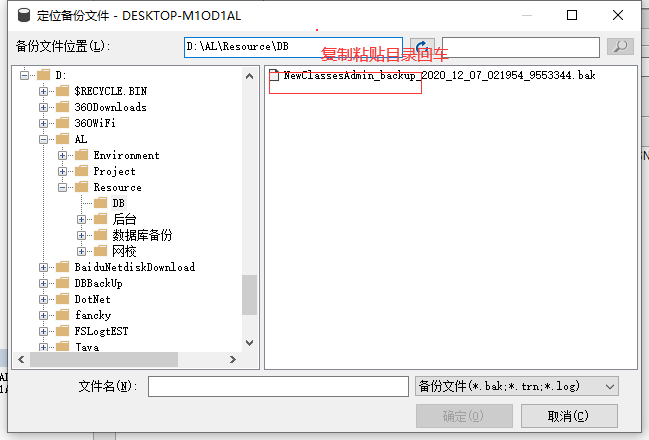 定位备份文件 - DESKTOP-M1OD1AL
备份文件位置(L):
D:\AL\Resource\DB
复制粘贴目录回车
D:
$RECYCLE.BIN
360Downloads
360WiFi
AL
Environment
Project
Resource
DB
后台
数据库备份
网校
BaiduNetdiskDownload
DBBackUp
DotNet
fancky
FSLogtEST
Java
NewClassesAdmin_backup_2020_12_07_021954_9553344.bak
文件名(N):
备份文件(*.bak;*.trn;*.log)
确定(O)
取消(C)